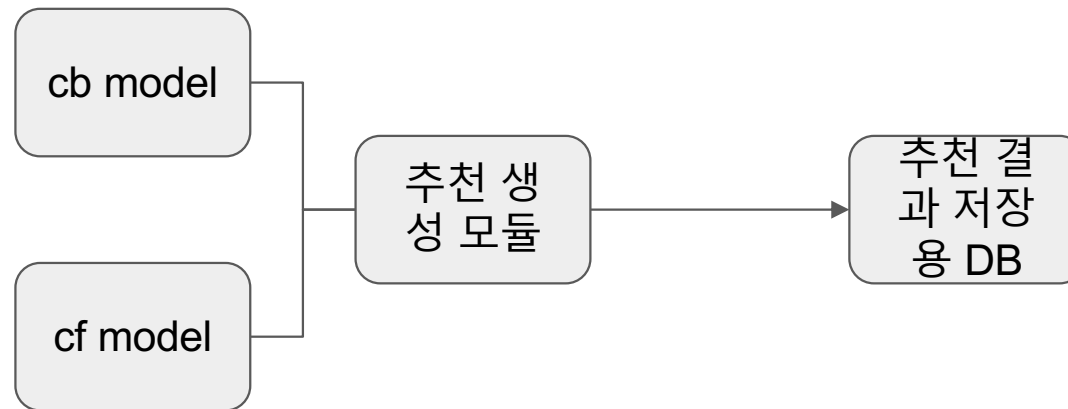 cb model
cf model
추천 생
성 모듈
추천 결
과 저장
용 DB